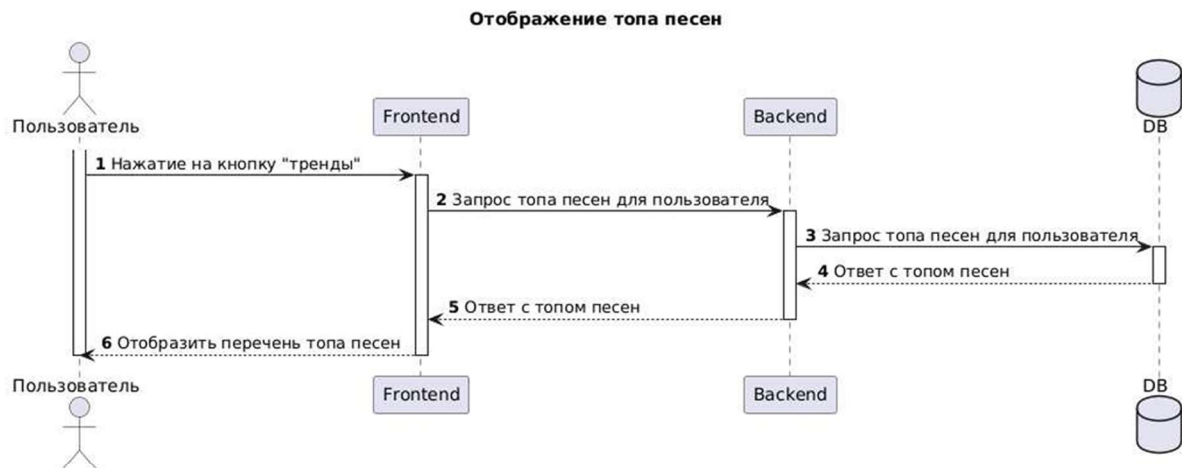 Отображение топа песен
Пользователь
Frontend
Backend
DB
1 Нажатие на кнопку "тренды"
2 Запрос топа песен для пользователя
3 Запрос топа песен для пользователя
4 Ответ с топом песен
5 Ответ с топом песен
6 Отобразить перечень топа песен
Пользователь
Frontend
Backend
DB